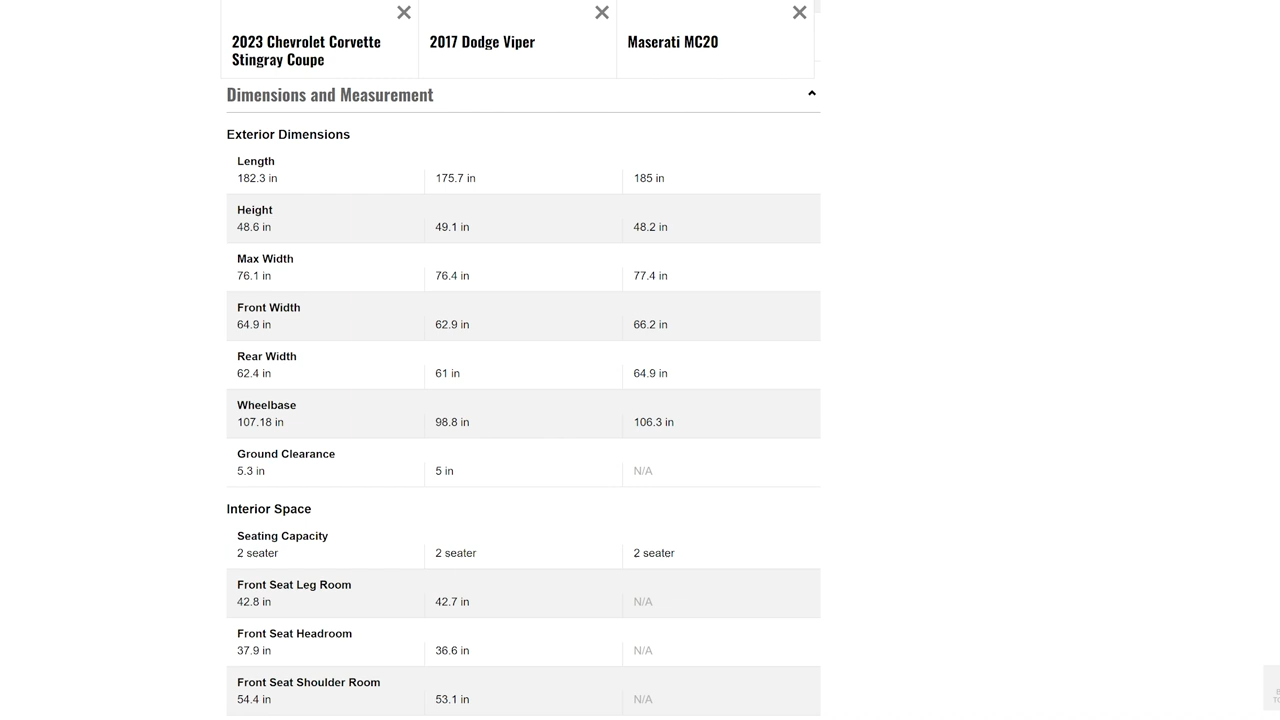 2023 Chevrolet Corvette
Stingray Coupe
2017 Dodge Viper
Maserati MC20
Dimensions and Measurement
Exterior Dimensions
Length
182.3 in 175.7 in 185 in
Height
48.6 in 49.1 in 48.2 in
Max Width
76.1 in 76.4 in 77.4 in
Front Width
64.9 in 62.9 in 66.2 in
Rear Width
62.4 in 61 in 64.9 in
Wheelbase
107.18 in 98.8 in 106.3 in
Ground Clearance
5.3 in 5 in N/A
Interior Space
Seating Capacity
2 seater 2 seater 2 seater
Front Seat Leg Room
42.8 in 42.7 in N/A
Front Seat Headroom
37.9 in 36.6 in N/A
Front Seat Shoulder Room
54.4 in 53.1 in N/A